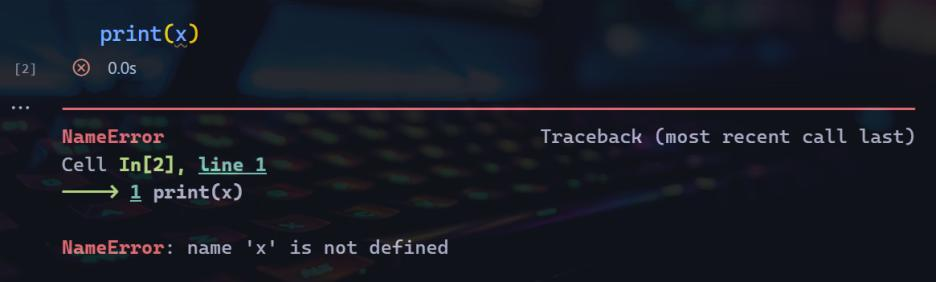 print(x)
[2] 0.0s
...
NameError Traceback (most recent call last)
Cell In[2], line 1
----> 1 print(x)

NameError: name 'x' is not defined